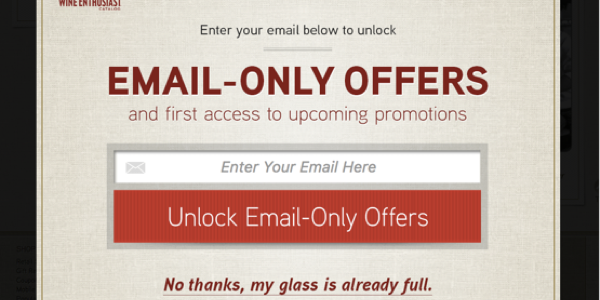 WINE ENTHUSIAST
CATALOG
Enter your email below to unlock
EMAIL-ONLY OFFERS
and first access to upcoming promotions
Enter Your Email Here
Unlock Email-Only Offers
No thanks, my glass is already full.